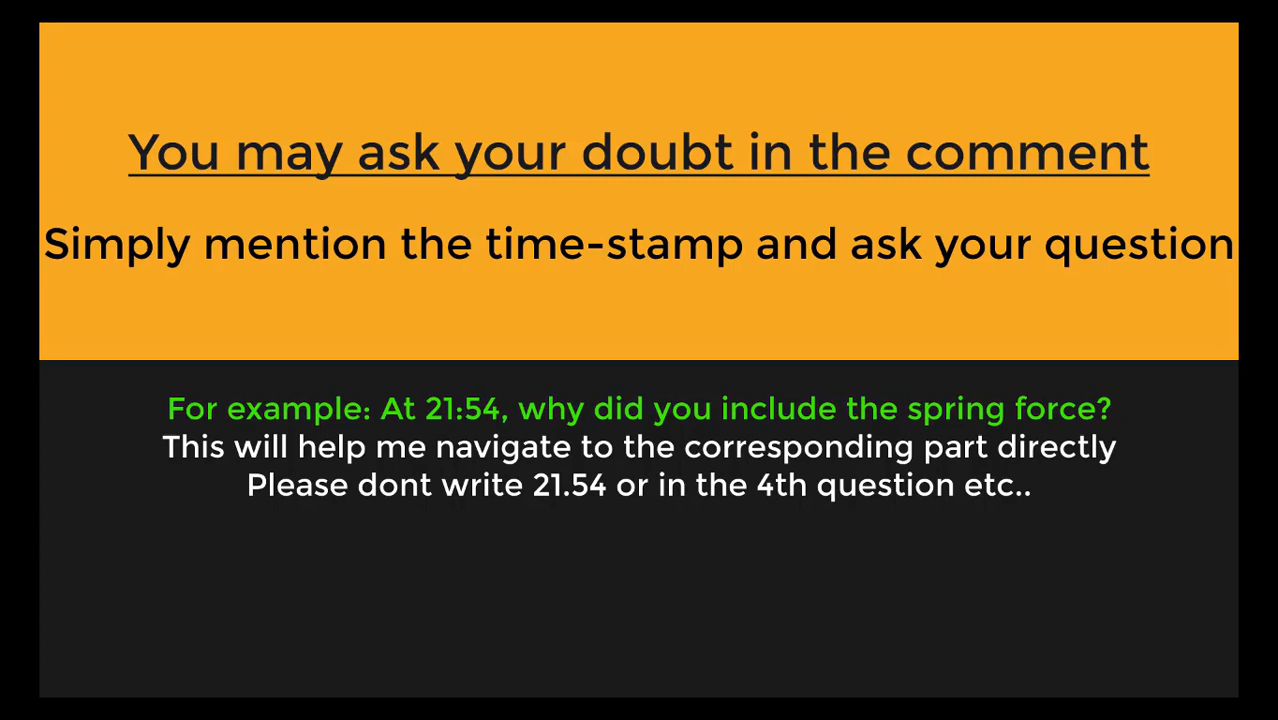 You may ask your doubt in the comment
Simply mention the time-stamp and ask your question
For example: At 21:54, why did you include the spring force?
This will help me navigate to the corresponding part directly
Please dont write 21.54 or in the 4th question etc..